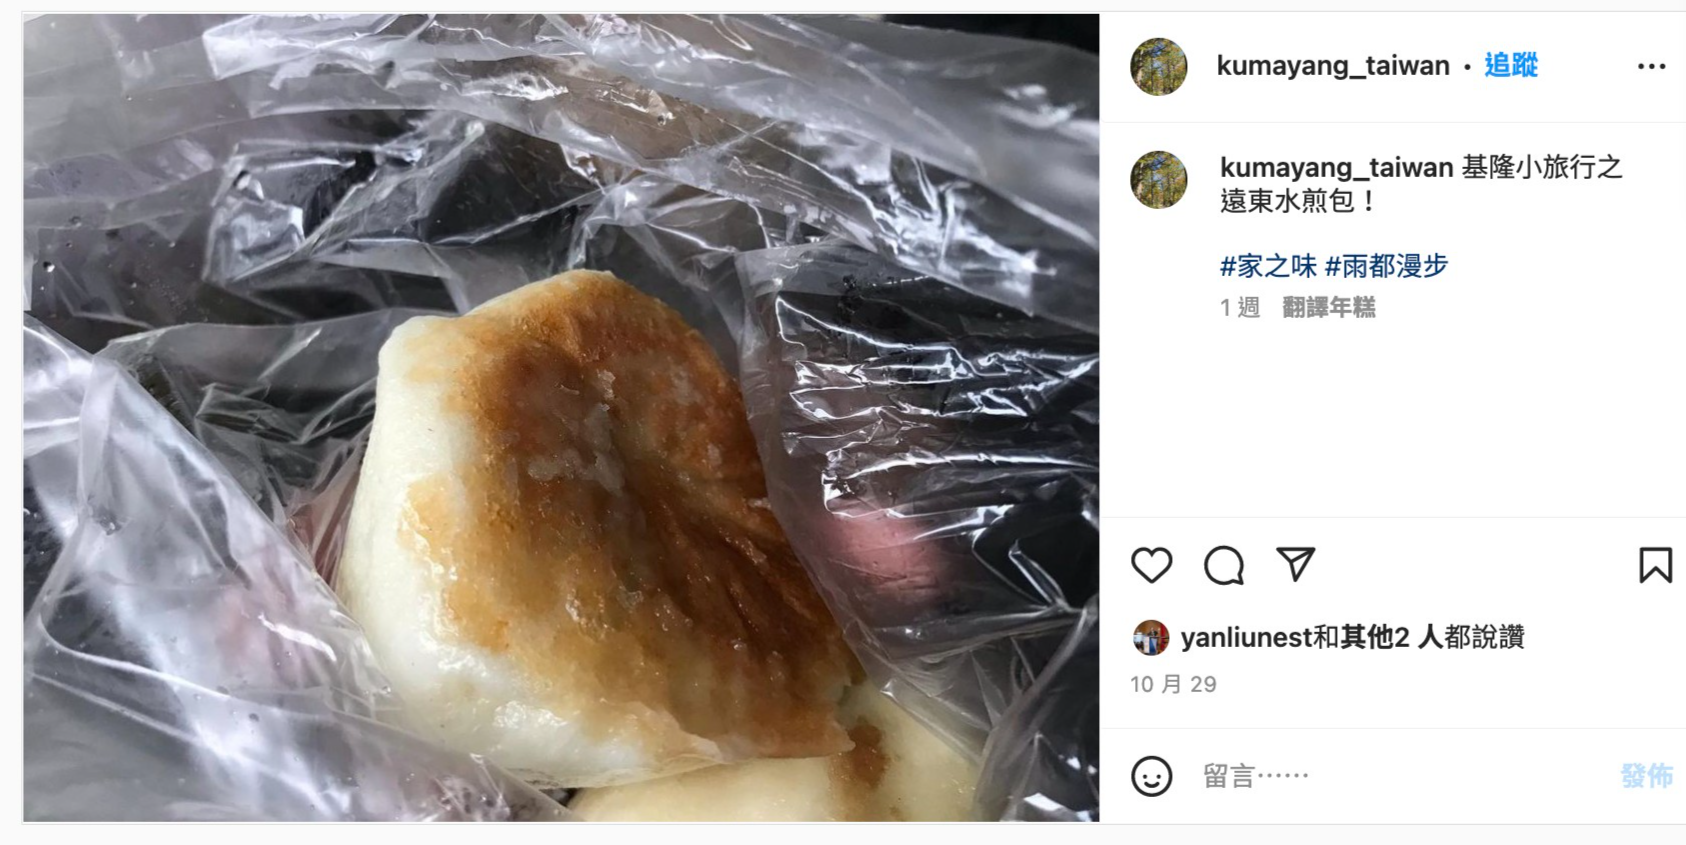 kumayang_taiwan • 追蹤
kumayang_taiwan 基隆小旅行之
遠東水煎包！
#家之味 #雨都漫步
1 週 翻譯年糕
yanliunest和其他2 人都說讚
10 月 29
留言⋯⋯
發佈